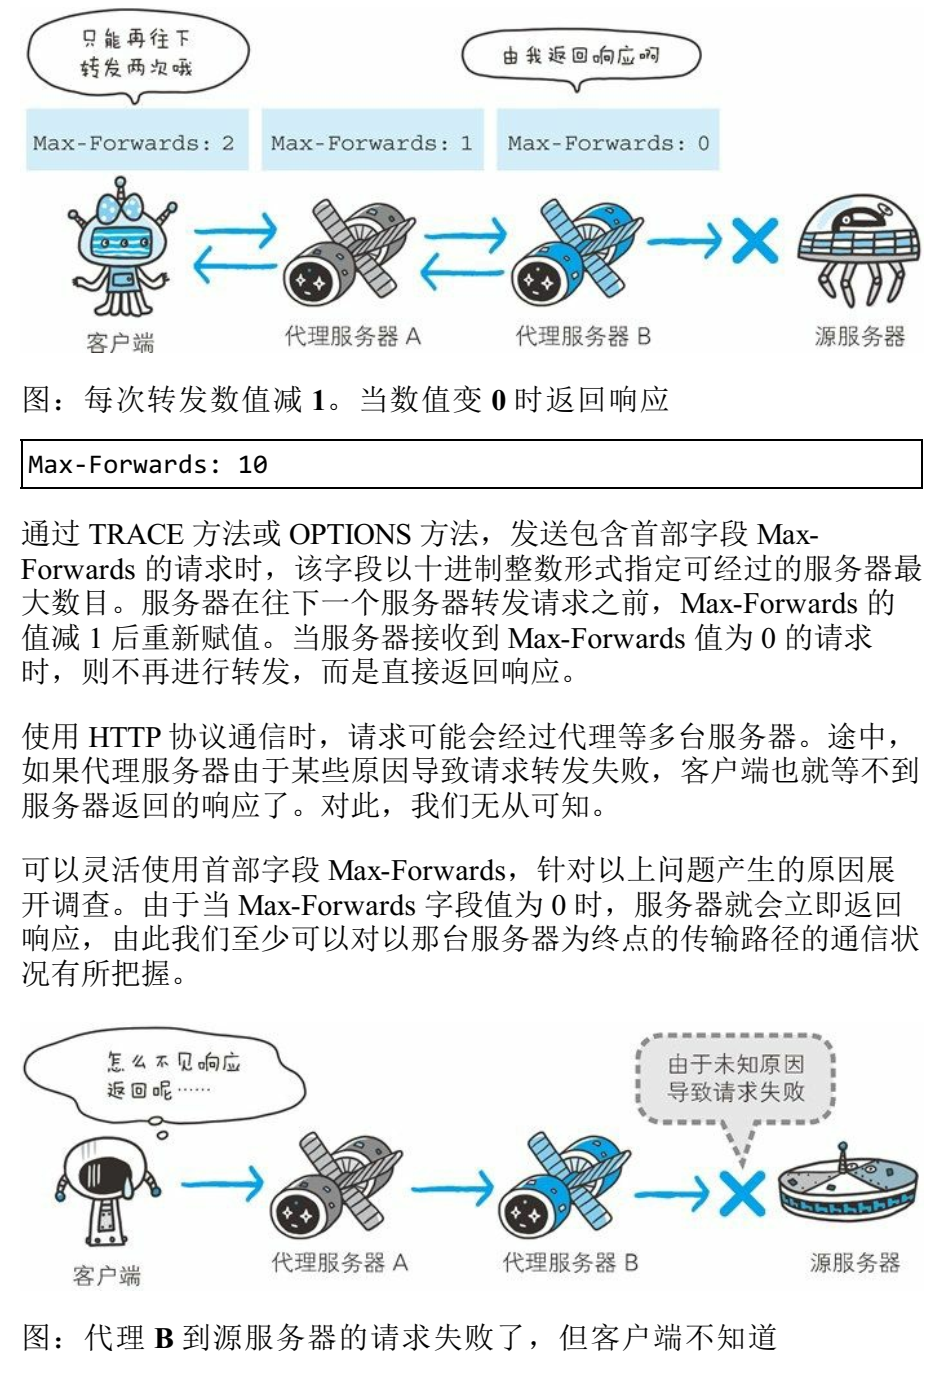 只能再往下
转发两次哦
由我返回响应啊
Max-Forwards: 2
Max-Forwards: 1
Max-Forwards: 0
客户端
代理服务器 A
代理服务器 B
源服务器
图：每次转发数值减 1。当数值变 0 时返回响应
Max-Forwards: 10
通过 TRACE 方法或 OPTIONS 方法，发送包含首部字段 Max-
Forwards 的请求时，该字段以十进制整数形式指定可经过的服务器最
大数目。服务器在往下一个服务器转发请求之前，Max-Forwards 的
值减 1 后重新赋值。当服务器接收到 Max-Forwards 值为 0 的请求
时，则不再进行转发，而是直接返回响应。
使用 HTTP 协议通信时，请求可能会经过代理等多台服务器。途中，
如果代理服务器由于某些原因导致请求转发失败，客户端也就等不到
服务器返回的响应了。对此，我们无从可知。
可以灵活使用首部字段 Max-Forwards，针对以上问题产生的原因展
开调查。由于当 Max-Forwards 字段值为 0 时，服务器就会立即返回
响应，由此我们至少可以对以那台服务器为终点的传输路径的通信状
况有所把握。
怎么不见响应
返回呢……
由于未知原因
导致请求失败
客户端
代理服务器 A
代理服务器 B
源服务器
图：代理 B 到源服务器的请求失败了，但客户端不知道